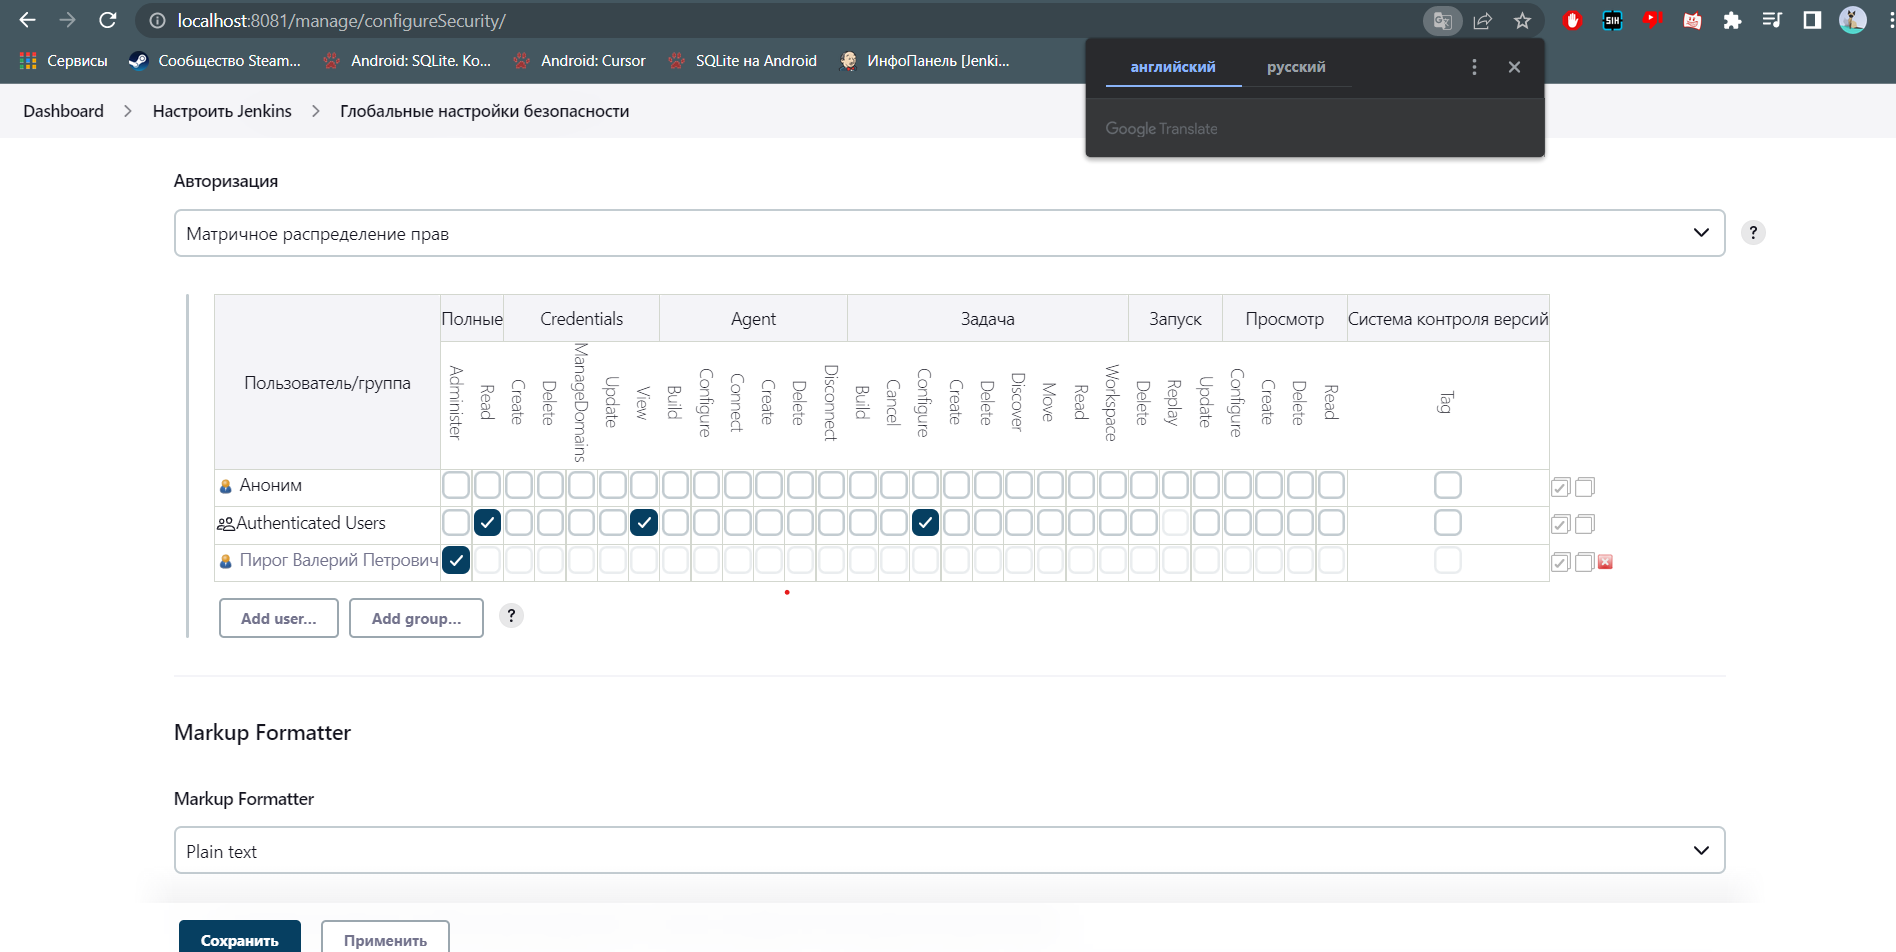 localhost:8081/manage/configureSecurity/
Сервисы
Сообщество Steam...
Android: SQLite. Ко...
Android: Cursor
SQLite на Android
ИнфоПанель [Jenki...
SIH
английский
русский
Google Translate
Dashboard > Настроить Jenkins > Глобальные настройки безопасности
Авторизация
Матричное распределение прав
?
Пользователь/группа
Полные
Credentials
Agent
Задача
Запуск
Просмотр
Система контроля версий
Administer
Read
Create
Delete
ManageDomains
Update
View
Build
Configure
Connect
Create
Delete
Disconnect
Build
Cancel
Configure
Create
Delete
Discover
Move
Read
Workspace
Delete
Replay
Update
Configure
Create
Delete
Read
Tag
Аноним
Authenticated Users
Пирог Валерий Петрович
Add user...
Add group...
?
Markup Formatter
Markup Formatter
Plain text
Сохранить
Применить